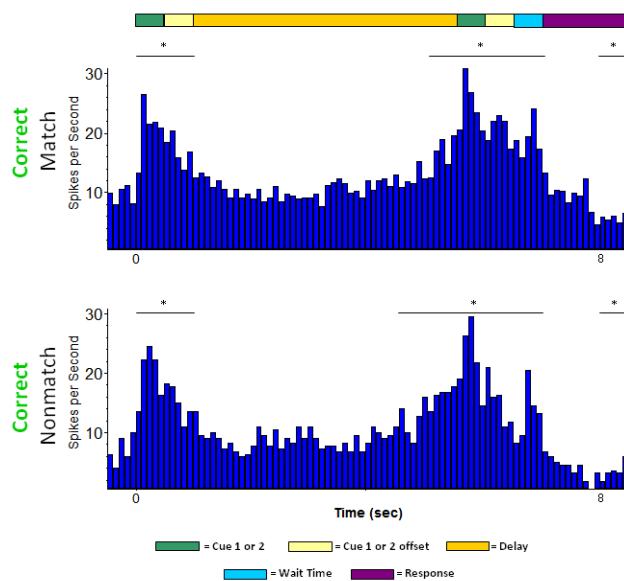 *
*
*
Correct
Match
Spikes per Second
30
20
10
0
8
*
*
*
Correct
Nonmatch
Spikes per Second
30
20
10
0
8
Time (sec)
= Cue 1 or 2
= Cue 1 or 2 offset
= Delay
= Wait Time
= Response